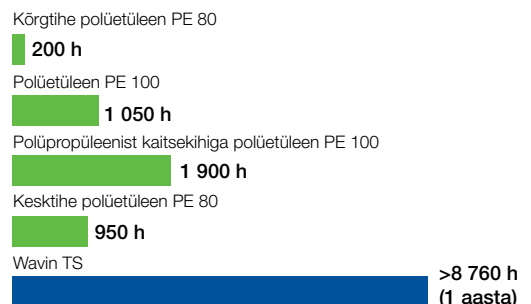 Kõrgtihe polüetüleen PE 80
200 h
Polüetüleen PE 100
1 050 h
Polüpropüleenist kaitsekihiga polüetüleen PE 100
1 900 h
Kesktihe polüetüleen PE 80
950 h
Wavin TS
>8 760 h
(1 aasta)